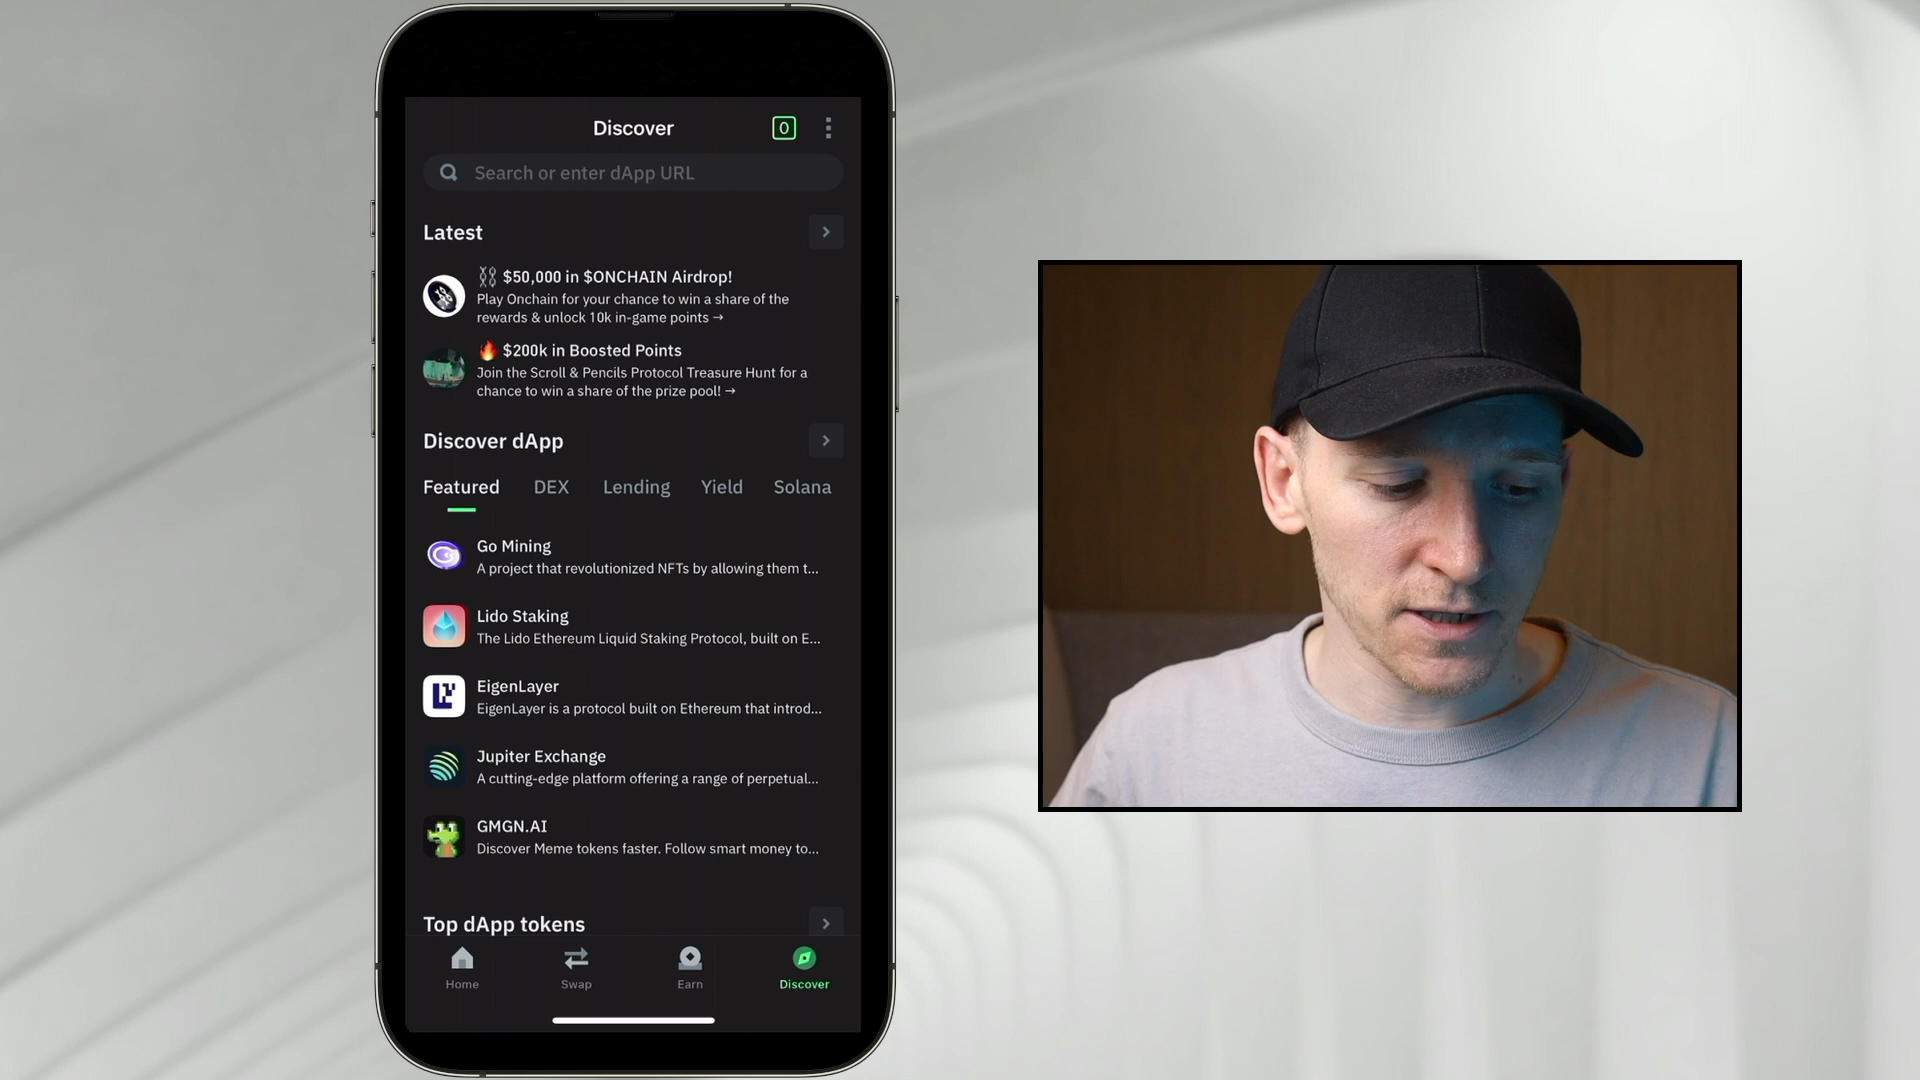 Discover
0
Search or enter dApp URL
Latest
$50,000 in $ONCHAIN Airdrop!
Play Onchain for your chance to win a share of the
rewards & unlock 10k in-game points →
🔥 $200k in Boosted Points
Join the Scroll & Pencils Protocol Treasure Hunt for a
chance to win a share of the prize pool! →
Discover dApp
Featured DEX Lending Yield Solana
Go Mining
A project that revolutionized NFTs by allowing them t...
Lido Staking
The Lido Ethereum Liquid Staking Protocol, built on E...
EigenLayer
EigenLayer is a protocol built on Ethereum that introd...
Jupiter Exchange
A cutting-edge platform offering a range of perpetual...
GMGN.AI
Discover Meme tokens faster. Follow smart money to...
Top dApp tokens
Home Swap Earn Discover